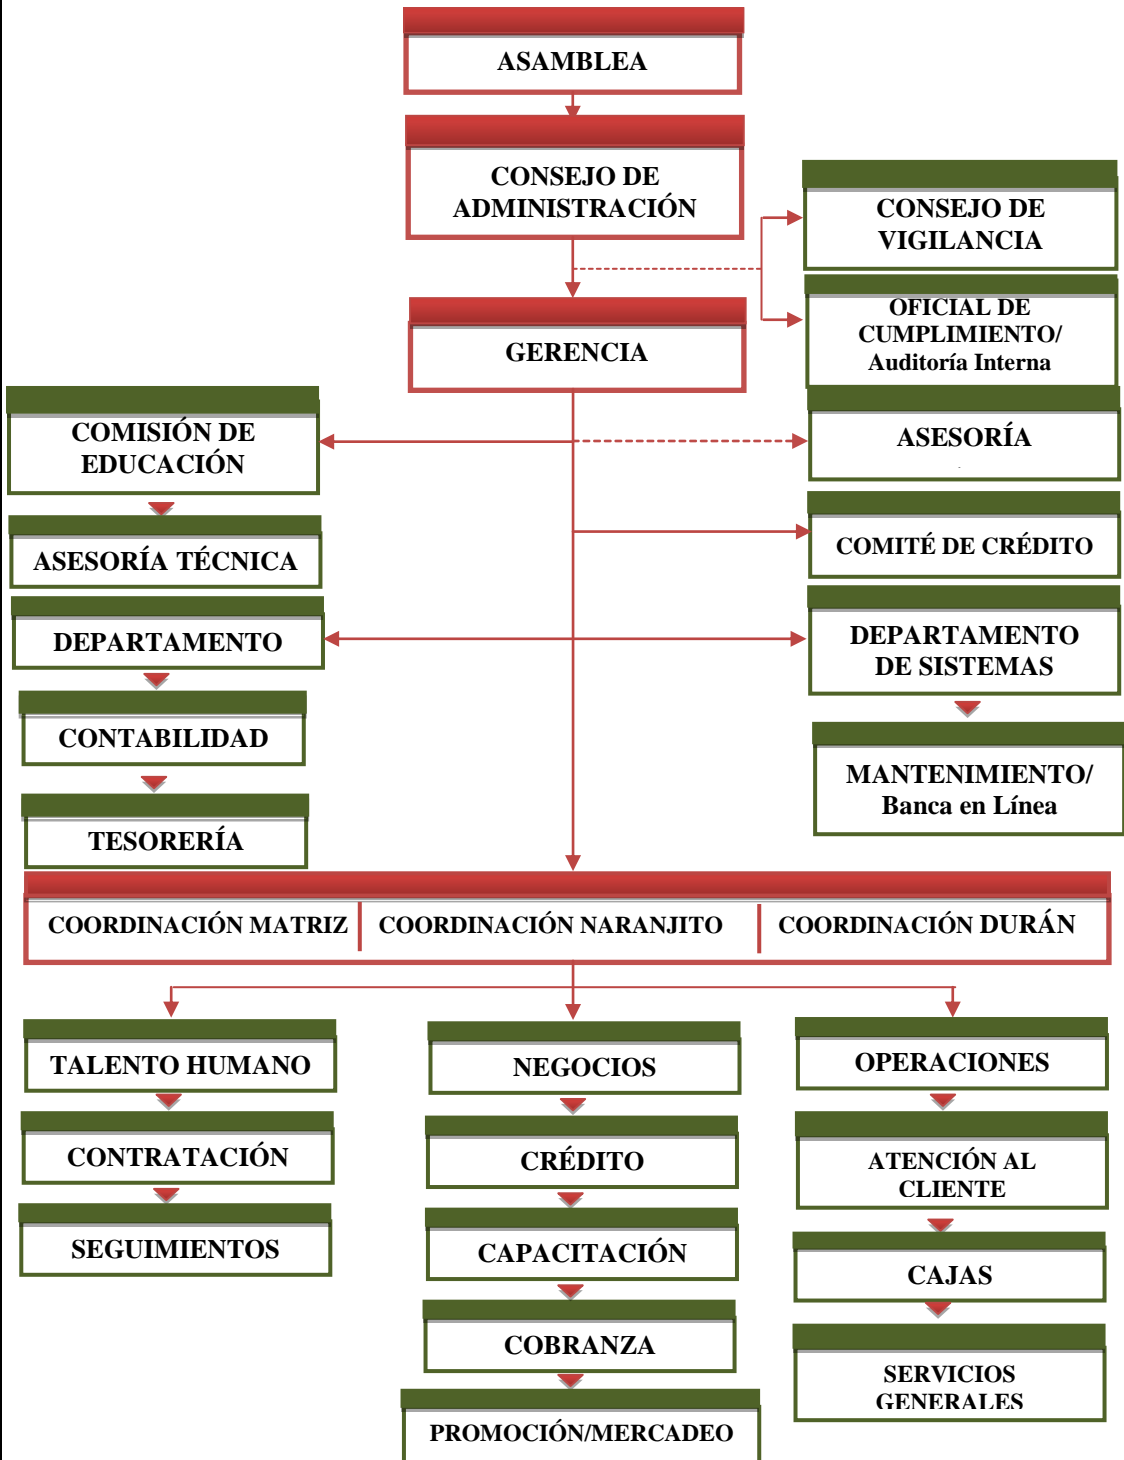 ASAMBLEA
CONSEJO DE
ADMINISTRACIÓN
CONSEJO DE
VIGILANCIA
OFICIAL DE
CUMPLIMIENTO/
Auditoría Interna
GERENCIA
COMISIÓN DE
EDUCACIÓN
ASESORÍA
ASESORÍA TÉCNICA
COMITÉ DE CRÉDITO
DEPARTAMENTO
DEPARTAMENTO
DE SISTEMAS
CONTABILIDAD
MANTENIMIENTO/
Banca en Línea
TESORERÍA
COORDINACIÓN MATRIZ
COORDINACIÓN NARANJITO
COORDINACIÓN DURÁN
TALENTO HUMANO
CONTRATACIÓN
SEGUIMIENTOS
NEGOCIOS
CRÉDITO
CAPACITACIÓN
COBRANZA
PROMOCIÓN/MERCADEO
OPERACIONES
ATENCIÓN AL
CLIENTE
CAJAS
SERVICIOS
GENERALES